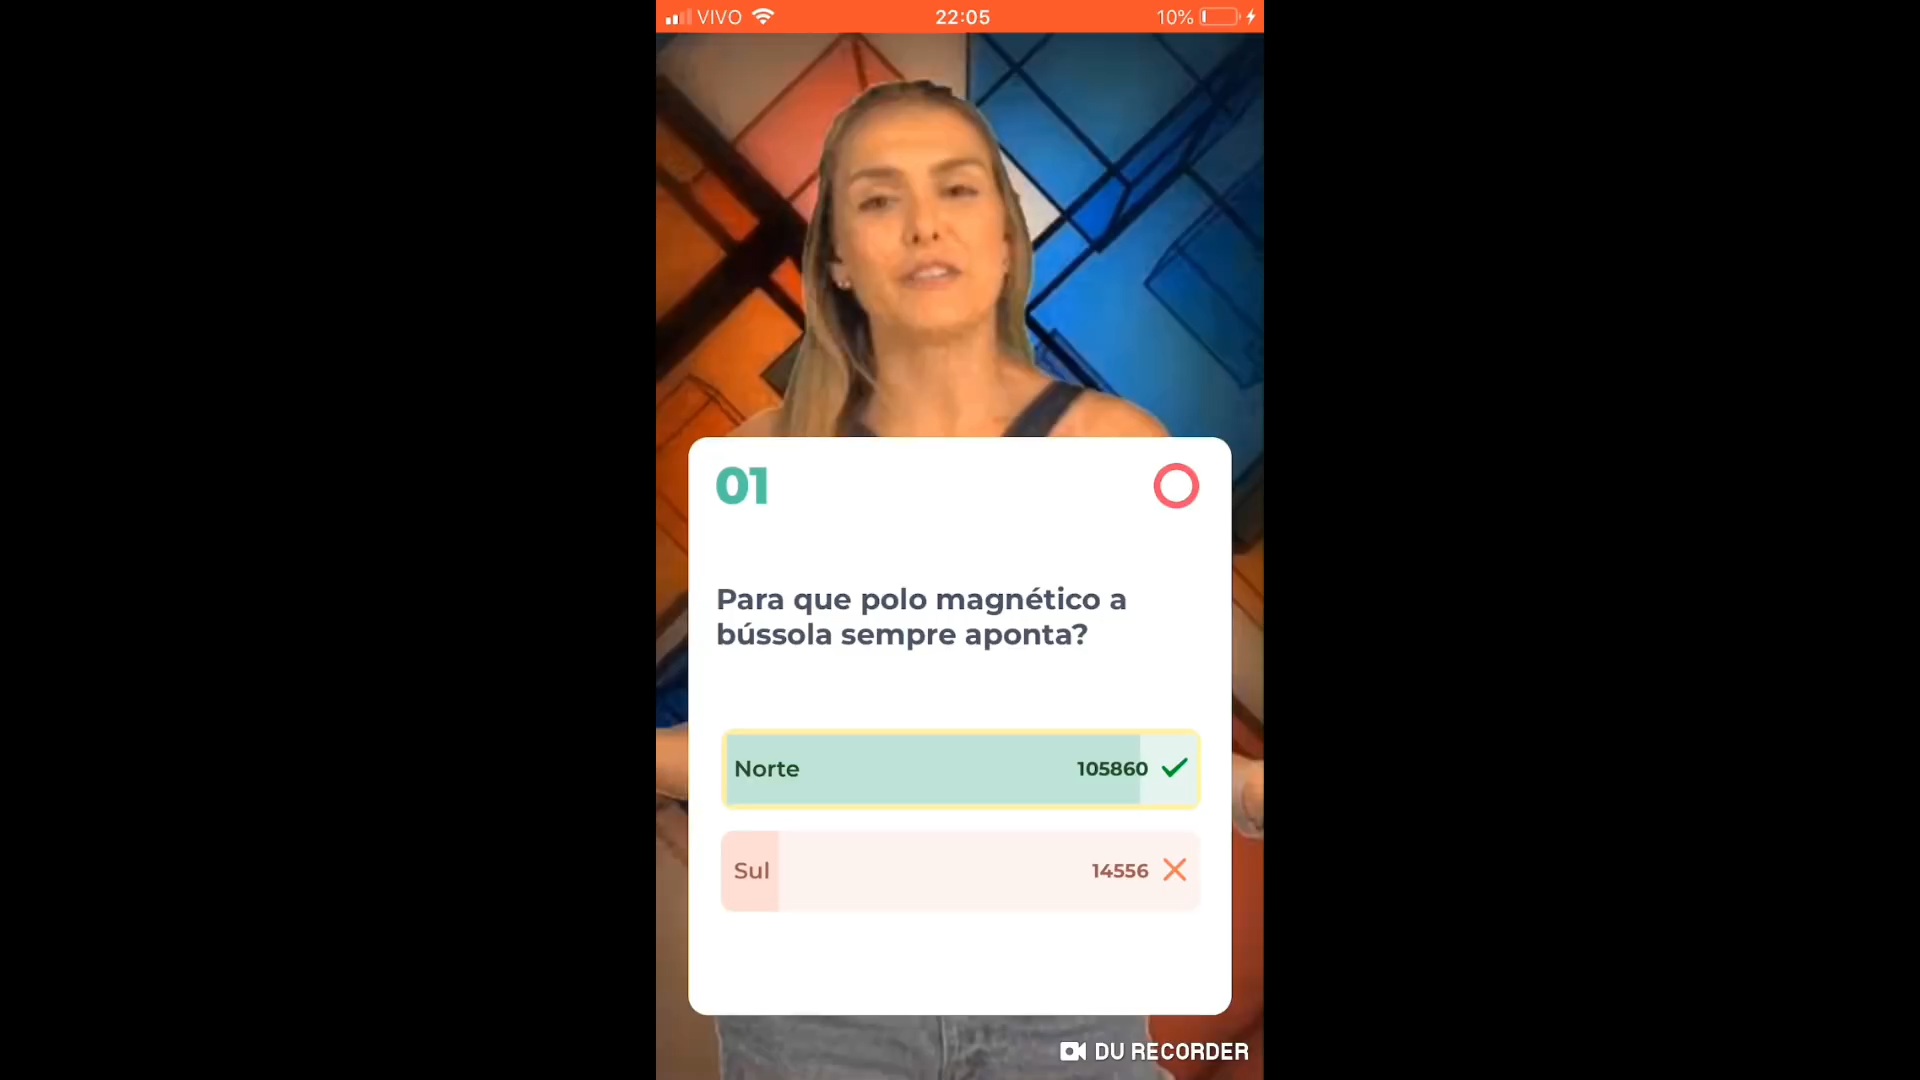 VIVO 22:05 10%
01
Para que polo magnético a
bússola sempre aponta?
Norte 105860
Sul 14556
DU RECORDER